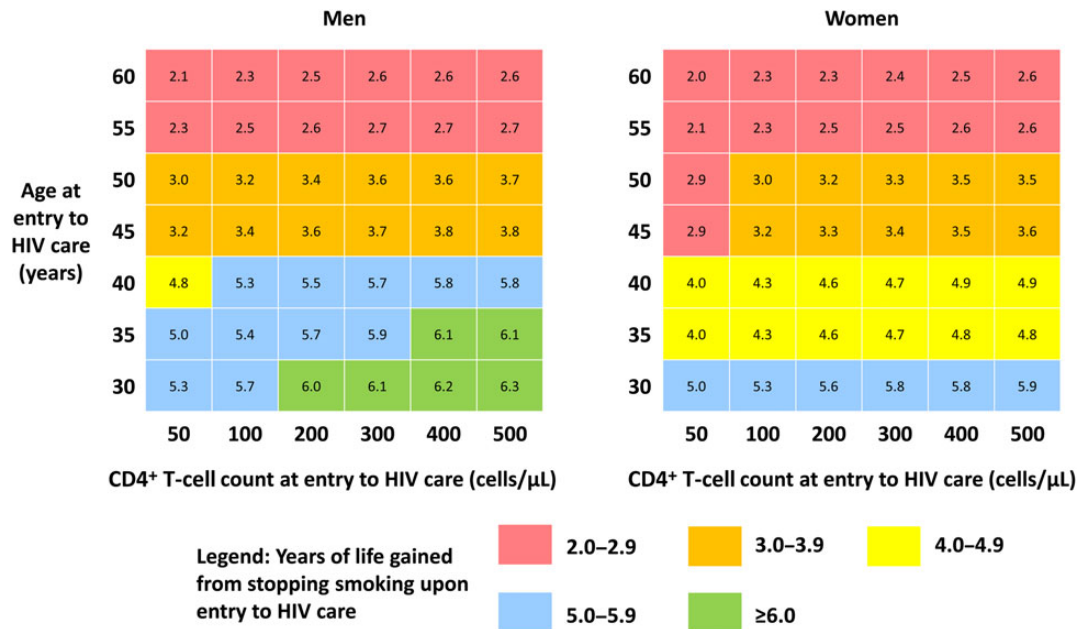 Men
Women
60 2.1 2.3 2.5 2.6 2.6 2.6
55 2.3 2.5 2.6 2.7 2.7 2.7
50 3.0 3.2 3.4 3.6 3.6 3.7
45 3.2 3.4 3.6 3.7 3.8 3.8
40 4.8 5.3 5.5 5.7 5.8 5.8
35 5.0 5.4 5.7 5.9 6.1 6.1
30 5.3 5.7 6.0 6.1 6.2 6.3
50 100 200 300 400 500
CD4⁺ T-cell count at entry to HIV care (cells/μL)
Age at
entry to
HIV care
(years)
60 2.0 2.3 2.3 2.4 2.5 2.6
55 2.1 2.3 2.5 2.5 2.6 2.6
50 2.9 3.0 3.2 3.3 3.5 3.5
45 2.9 3.2 3.3 3.4 3.5 3.6
40 4.0 4.3 4.6 4.7 4.9 4.9
35 4.0 4.3 4.6 4.7 4.8 4.8
30 5.0 5.3 5.6 5.8 5.8 5.9
50 100 200 300 400 500
CD4⁺ T-cell count at entry to HIV care (cells/μL)
Legend: Years of life gained
from stopping smoking upon
entry to HIV care
2.0–2.9
3.0–3.9
4.0–4.9
5.0–5.9
≥6.0